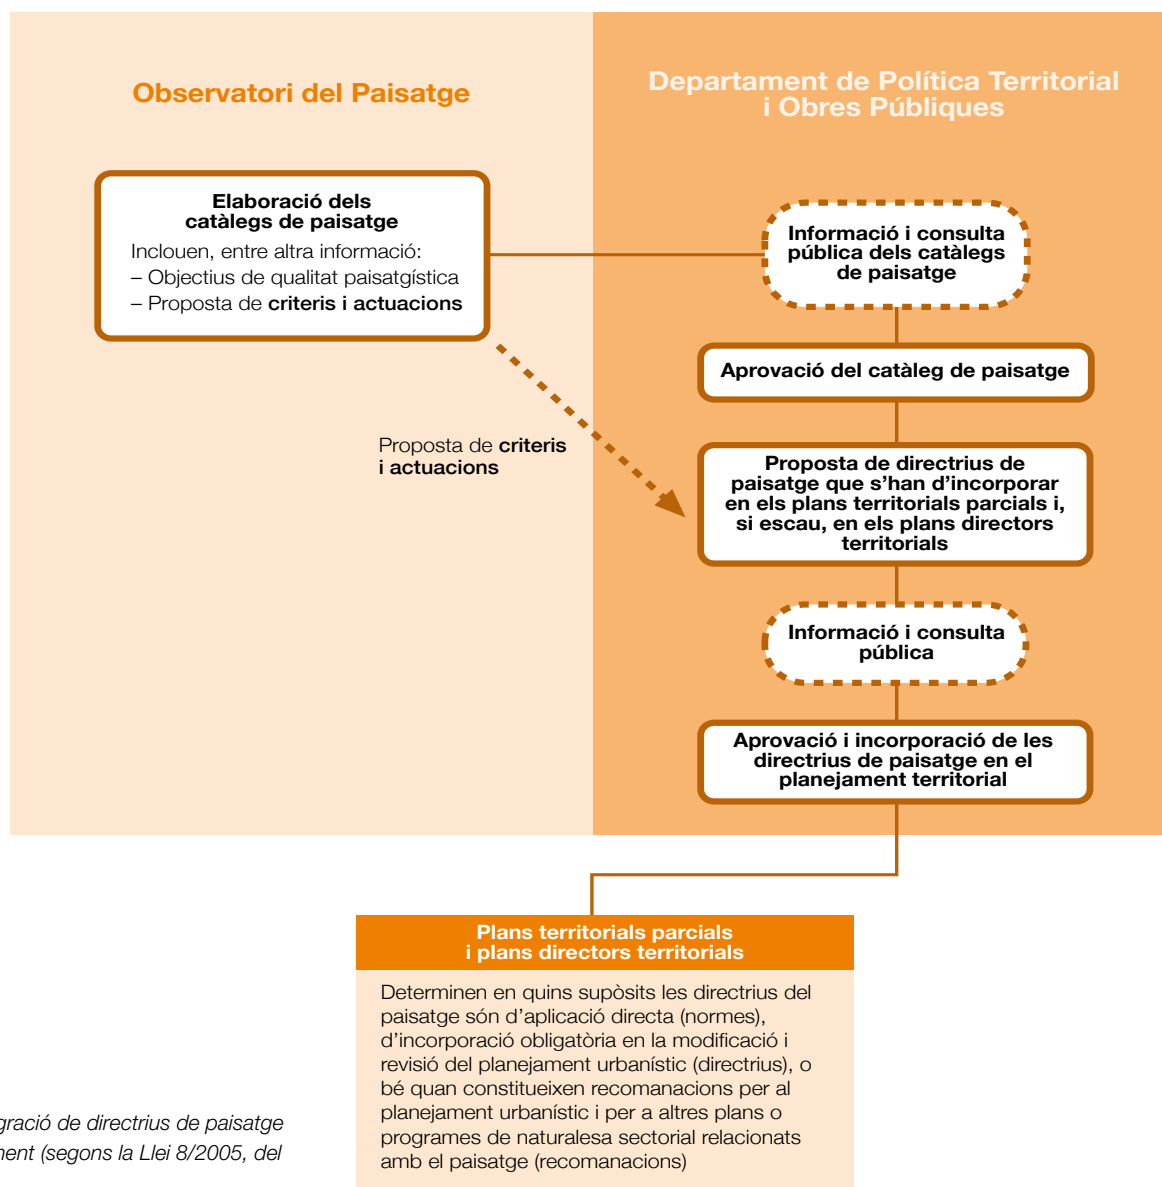 Observatori del Paisatge
Departament de Política Territorial
i Obres Públiques
Elaboració dels
catàlegs de paisatge
Inclouen, entre altra informació:
– Objectius de qualitat paisatgística
– Proposta de criteris i actuacions
Informació i consulta
pública dels catàlegs
de paisatge
Aprovació del catàleg de paisatge
Proposta de criteris
i actuacions
Proposta de directrius de
paisatge que s’han d’incorporar
en els plans territorials parcials i,
si escau, en els plans directors
territorials
Informació i consulta
pública
Aprovació i incorporació de les
directrius de paisatge en el
planejament territorial
Plans territorials parcials
i plans directors territorials
Determinen en quins supòsits les directrius del
paisatge són d’aplicació directa (normes),
d’incorporació obligatòria en la modificació i
revisió del planejament urbanístic (directrius), o
bé quan constitueixen recomanacions per al
planejament urbanístic i per a altres plans o
programes de naturalesa sectorial relacionats
amb el paisatge (recomanacions)
gració de directrius de paisatge
nent (segons la Llei 8/2005, del